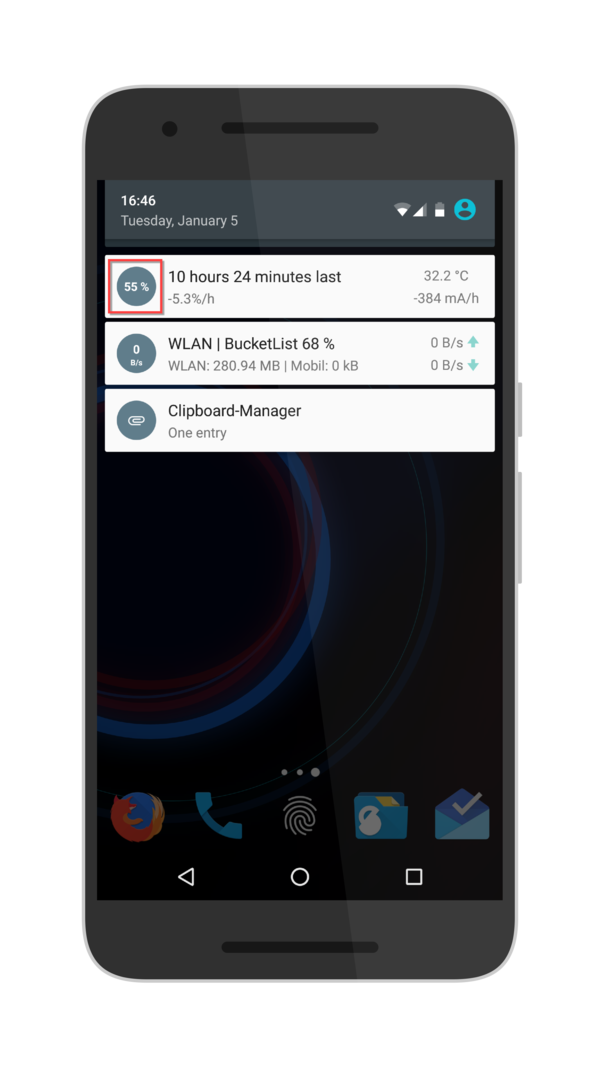 16:46
Tuesday, January 5
55 %
10 hours 24 minutes last
32.2 °C
-5.3%/h
-384 mA/h
0
B/s
WLAN | BucketList 68 %
0 B/s
WLAN: 280.94 MB | Mobil: 0 kB
0 B/s
Clipboard-Manager
One entry